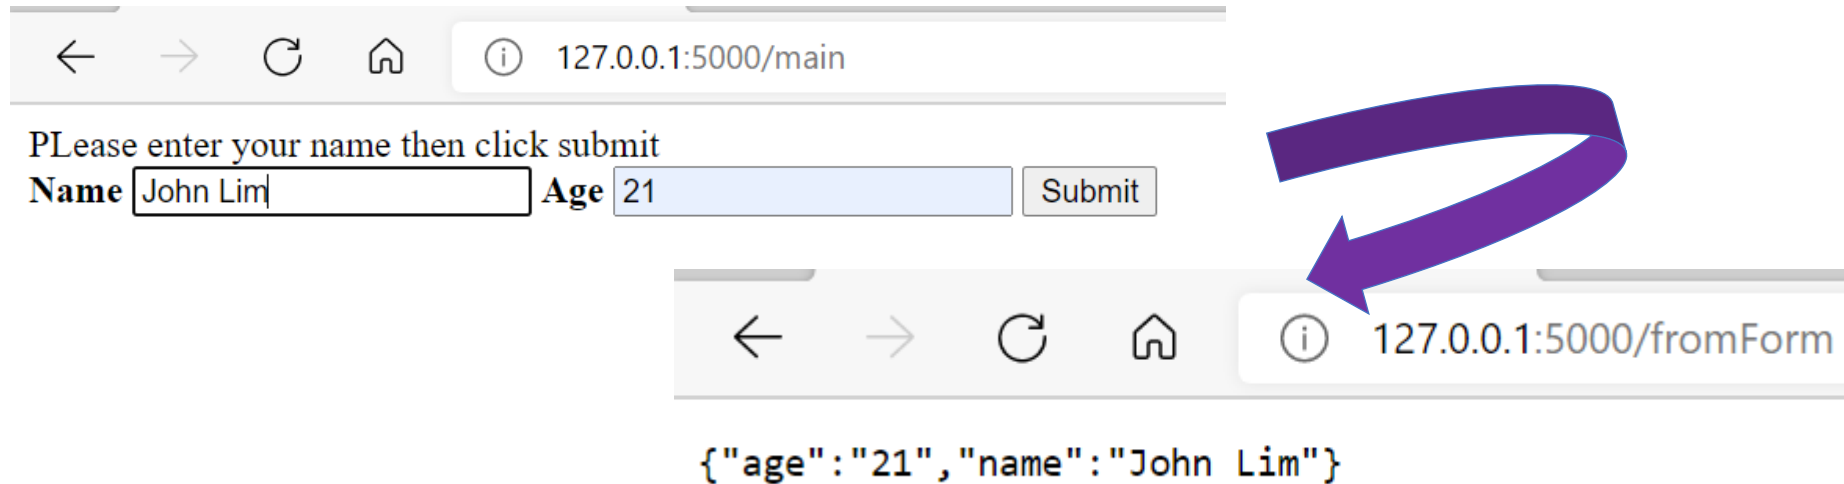 127.0.0.1:5000/main
PLease enter your name then click submit
Name John Lim Age 21 Submit
127.0.0.1:5000/fromForm
{"age":"21","name":"John Lim"}